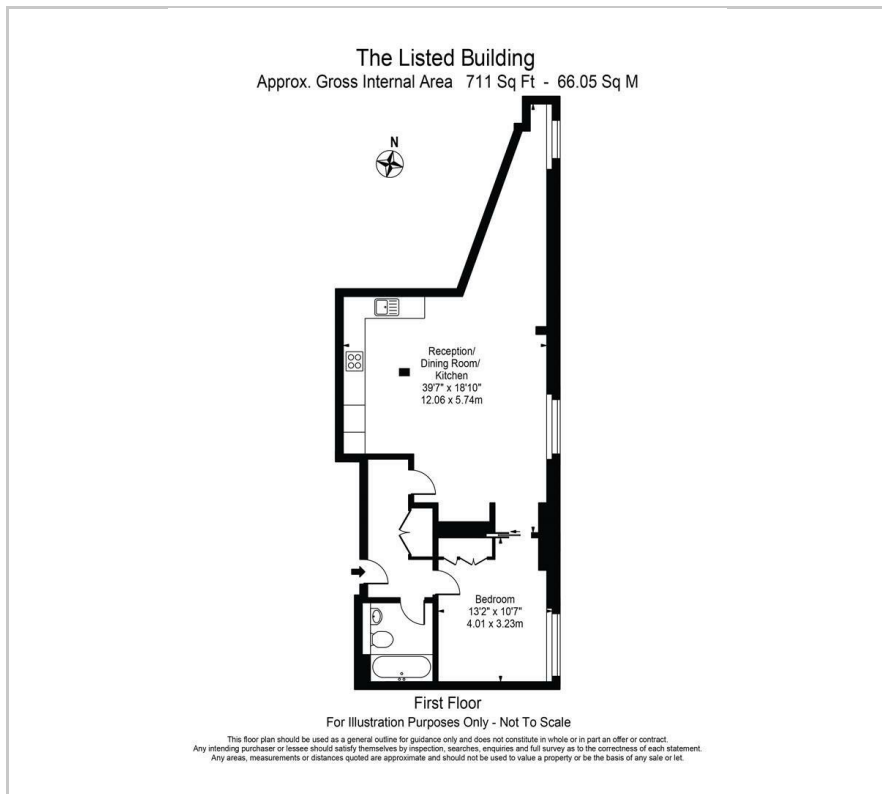 The Listed Building
Approx. Gross Internal Area 711 Sq Ft - 66.05 Sq M
N
Reception/
Dining Room/
Kitchen
39'7" x 18'10"
12.06 x 5.74m
Bedroom
13'2" x 10'7"
4.01 x 3.23m
First Floor
For Illustration Purposes Only - Not To Scale
This floor plan should be used as a general outline for guidance only and does not constitute in whole or in part an offer or contract.
Any intending purchaser or lessee should satisfy themselves by inspection, searches, enquiries and full survey as to the correctness of each statement.
Any areas, measurements or distances quoted are approximate and should not be used to value a property or be the basis of any sale or let.